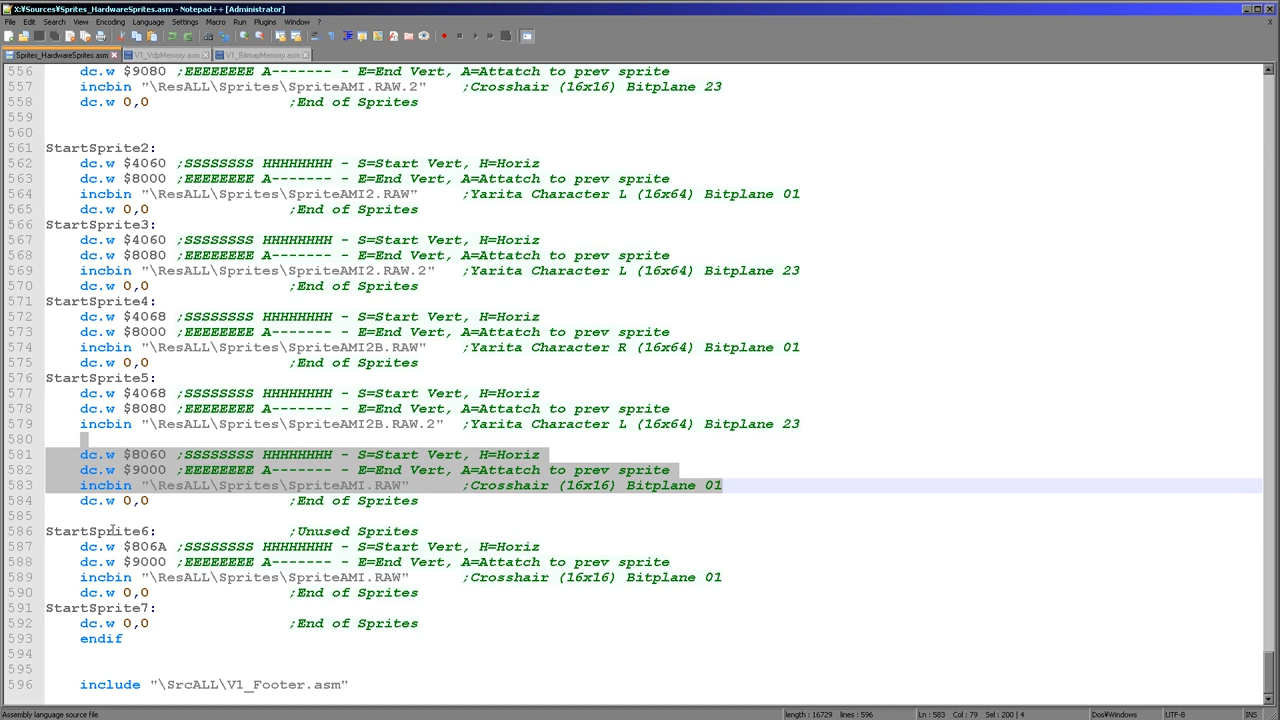 X:¥Sources¥Sprites_HardwareSprites.asm - Notepad++ [Administrator]
File Edit Search View Encoding Language Settings Macro Run Plugins Window ? X
Sprites_HardwareSprites.asm V1_VdpMemory.asm V1_BitmapMemory.asm
556 dc.w $9080 ;EEEEEEEE A------- - E=End Vert, A=Attatch to prev sprite
557 incbin "\ResALL\Sprites\SpriteAMI.RAW.2" ;Crosshair (16x16) Bitplane 23
558 dc.w 0,0 ;End of Sprites
559
560
561 StartSprite2:
562 dc.w $4060 ;SSSSSSSS HHHHHHHH - S=Start Vert, H=Horiz
563 dc.w $8000 ;EEEEEEEE A------- - E=End Vert, A=Attatch to prev sprite
564 incbin "\ResALL\Sprites\SpriteAMI2.RAW" ;Yarita Character L (16x64) Bitplane 01
565 dc.w 0,0 ;End of Sprites
566 StartSprite3:
567 dc.w $4060 ;SSSSSSSS HHHHHHHH - S=Start Vert, H=Horiz
568 dc.w $8080 ;EEEEEEEE A------- - E=End Vert, A=Attatch to prev sprite
569 incbin "\ResALL\Sprites\SpriteAMI2.RAW.2" ;Yarita Character L (16x64) Bitplane 23
570 dc.w 0,0 ;End of Sprites
571 StartSprite4:
572 dc.w $4068 ;SSSSSSSS HHHHHHHH - S=Start Vert, H=Horiz
573 dc.w $8000 ;EEEEEEEE A------- - E=End Vert, A=Attatch to prev sprite
574 incbin "\ResALL\Sprites\SpriteAMI2B.RAW" ;Yarita Character R (16x64) Bitplane 01
575 dc.w 0,0 ;End of Sprites
576 StartSprite5:
577 dc.w $4068 ;SSSSSSSS HHHHHHHH - S=Start Vert, H=Horiz
578 dc.w $8080 ;EEEEEEEE A------- - E=End Vert, A=Attatch to prev sprite
579 incbin "\ResALL\Sprites\SpriteAMI2B.RAW.2" ;Yarita Character L (16x64) Bitplane 23
580
581 dc.w $8060 ;SSSSSSSS HHHHHHHH - S=Start Vert, H=Horiz
582 dc.w $9000 ;EEEEEEEE A------- - E=End Vert, A=Attatch to prev sprite
583 incbin "\ResALL\Sprites\SpriteAMI.RAW" ;Crosshair (16x16) Bitplane 01
584 dc.w 0,0 ;End of Sprites
585
586 StartSprite6: ;Unused Sprites
587 dc.w $806A ;SSSSSSSS HHHHHHHH - S=Start Vert, H=Horiz
588 dc.w $9000 ;EEEEEEEE A------- - E=End Vert, A=Attatch to prev sprite
589 incbin "\ResALL\Sprites\SpriteAMI.RAW" ;Crosshair (16x16) Bitplane 01
590 dc.w 0,0 ;End of Sprites
591 StartSprite7:
592 dc.w 0,0 ;End of Sprites
593 endif
594
595
596 include "\SrcALL\V1_Footer.asm"
Assembly language source file length : 16729 lines : 596 Ln : 583 Col : 79 Sel : 200 | 4 Dos¥Windows UTF-8 INS